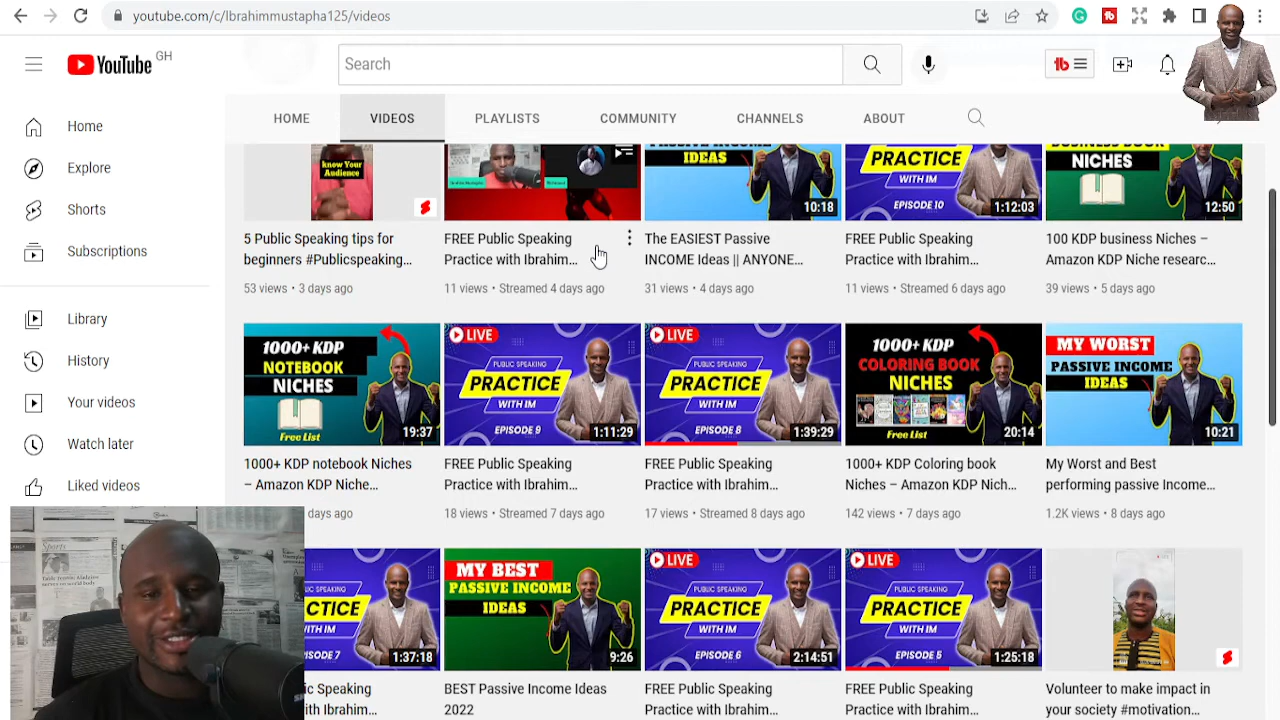 youtube.com/c/Ibrahimmustapha125/videos
YouTube GH
Search
HOME
VIDEOS
PLAYLISTS
COMMUNITY
CHANNELS
ABOUT
Home
Explore
Shorts
Subscriptions
Library
History
Your videos
Watch later
Liked videos
know Your
Audience
5 Public Speaking tips for
beginners #Publicspeaking...
53 views • 3 days ago
FREE Public Speaking
Practice with Ibrahim...
11 views • Streamed 4 days ago
PASSIVE INCOME
IDEAS
10:18
The EASIEST Passive
INCOME Ideas || ANYONE...
31 views • 4 days ago
PRACTICE
WITH IM
EPISODE 10
1:12:03
FREE Public Speaking
Practice with Ibrahim...
11 views • Streamed 6 days ago
BUSINESS BOOK
NICHES
12:50
100 KDP business Niches –
Amazon KDP Niche researc...
39 views • 5 days ago
1000+ KDP
NOTEBOOK
NICHES
Free List
19:37
1000+ KDP notebook Niches
– Amazon KDP Niche...
days ago
LIVE
PUBLIC SPEAKING
PRACTICE
WITH IM
EPISODE 9
1:11:29
FREE Public Speaking
Practice with Ibrahim...
18 views • Streamed 7 days ago
LIVE
PUBLIC SPEAKING
PRACTICE
WITH IM
EPISODE 8
1:39:29
FREE Public Speaking
Practice with Ibrahim...
17 views • Streamed 8 days ago
1000+ KDP
COLORING BOOK
NICHES
Free List
20:14
1000+ KDP Coloring book
Niches – Amazon KDP Nich...
142 views • 7 days ago
MY WORST
PASSIVE INCOME
IDEAS
10:21
My Worst and Best
performing passive Income...
1.2K views • 8 days ago
PUBLIC SPEAKING
CTICE
WITH IM
ISODE 7
1:37:18
lic Speaking
ith Ibrahim...
MY BEST
PASSIVE INCOME
IDEAS
9:26
BEST Passive Income Ideas
2022
LIVE
PUBLIC SPEAKING
PRACTICE
WITH IM
EPISODE 6
2:14:51
FREE Public Speaking
Practice with Ibrahim...
LIVE
PUBLIC SPEAKING
PRACTICE
WITH IM
EPISODE 5
1:25:18
FREE Public Speaking
Practice with Ibrahim...
Volunteer to make impact in
your society #motivation...
Sports